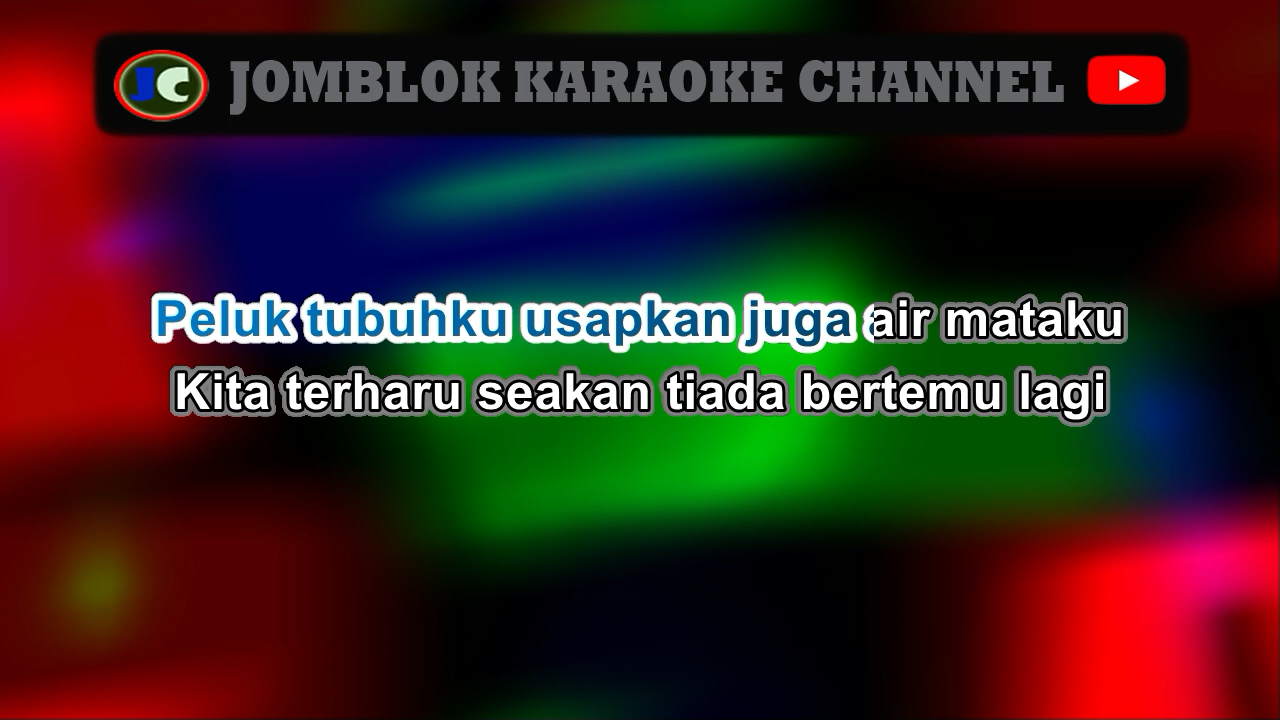 JC JOMBLOK KARAOKE CHANNEL
Peluk tubuhku usapkan juga air mataku
Kita terharu seakan tiada bertemu lagi